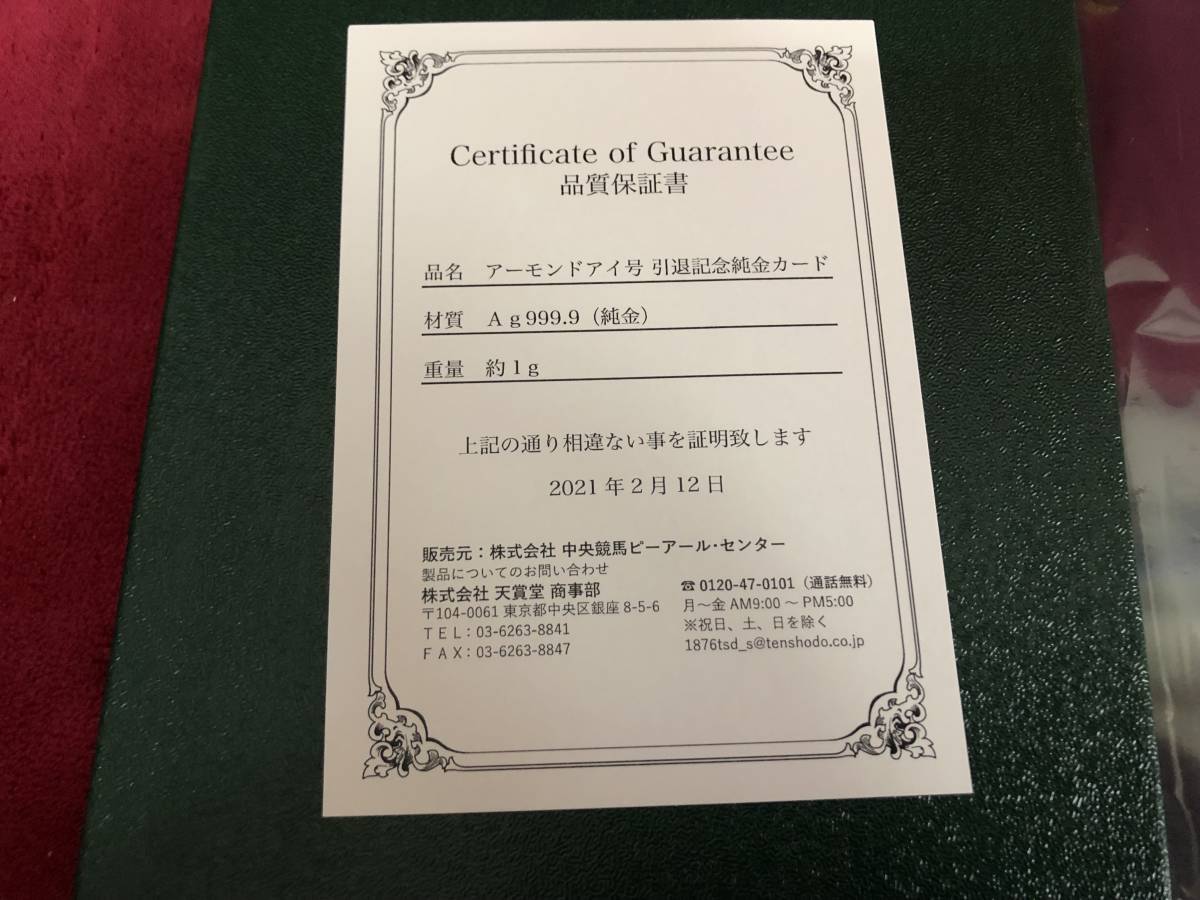 Certificate of Guarantee
品質保証書
品名 アーモンドアイ号 引退記念純金カード
材質 Ag999.9（純金）
重量 約1g
上記の通り相違ない事を証明致します
2021年2月12日
販売元：株式会社 中央競馬ピーアール・センター
製品についてのお問い合わせ
株式会社 天賞堂 商事部
〒104-0061 東京都中央区銀座 8-5-6
ＴＥＬ：03-6263-8841
ＦＡＸ：03-6263-8847
☎ 0120-47-0101（通話無料）
月～金 AM9:00 ～ PM5:00
※祝日、土、日を除く
1876tsd_s@tenshodo.co.jp